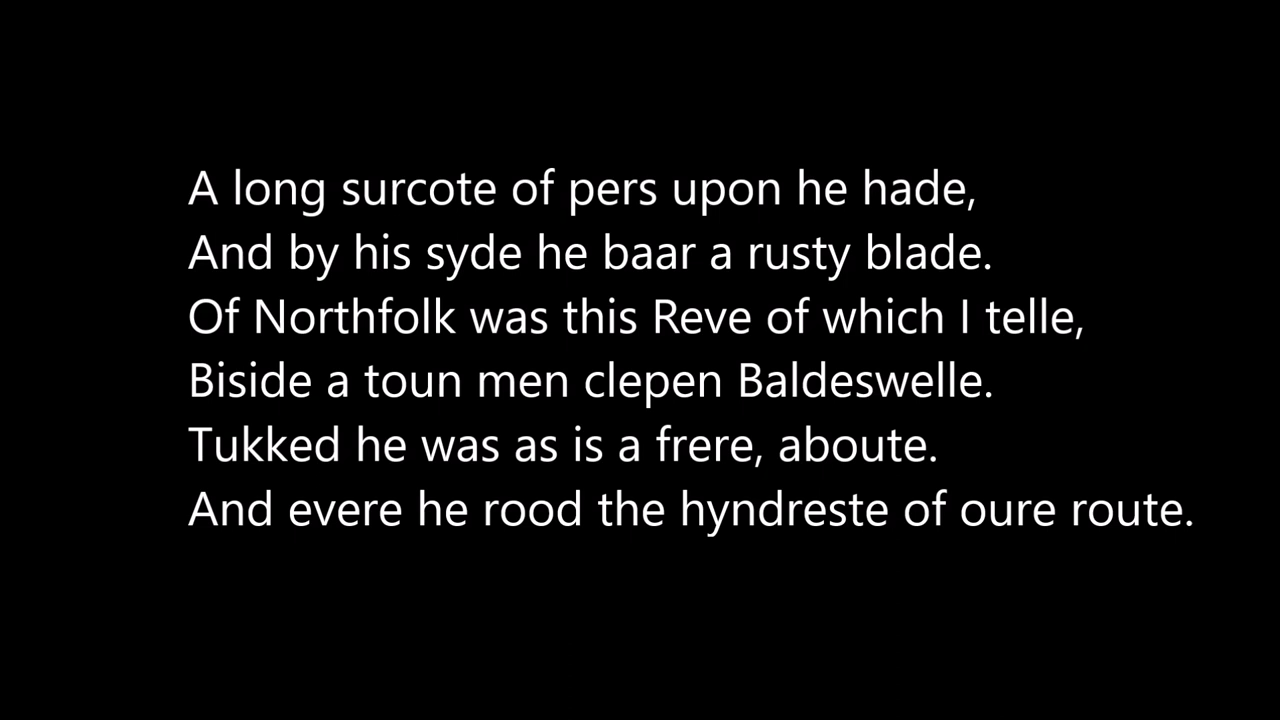 A long surcote of pers upon he hade,
And by his syde he baar a rusty blade.
Of Northfolk was this Reve of which I telle,
Biside a toun men clepen Baldeswelle.
Tukked he was as is a frere, aboute.
And evere he rood the hyndreste of oure route.